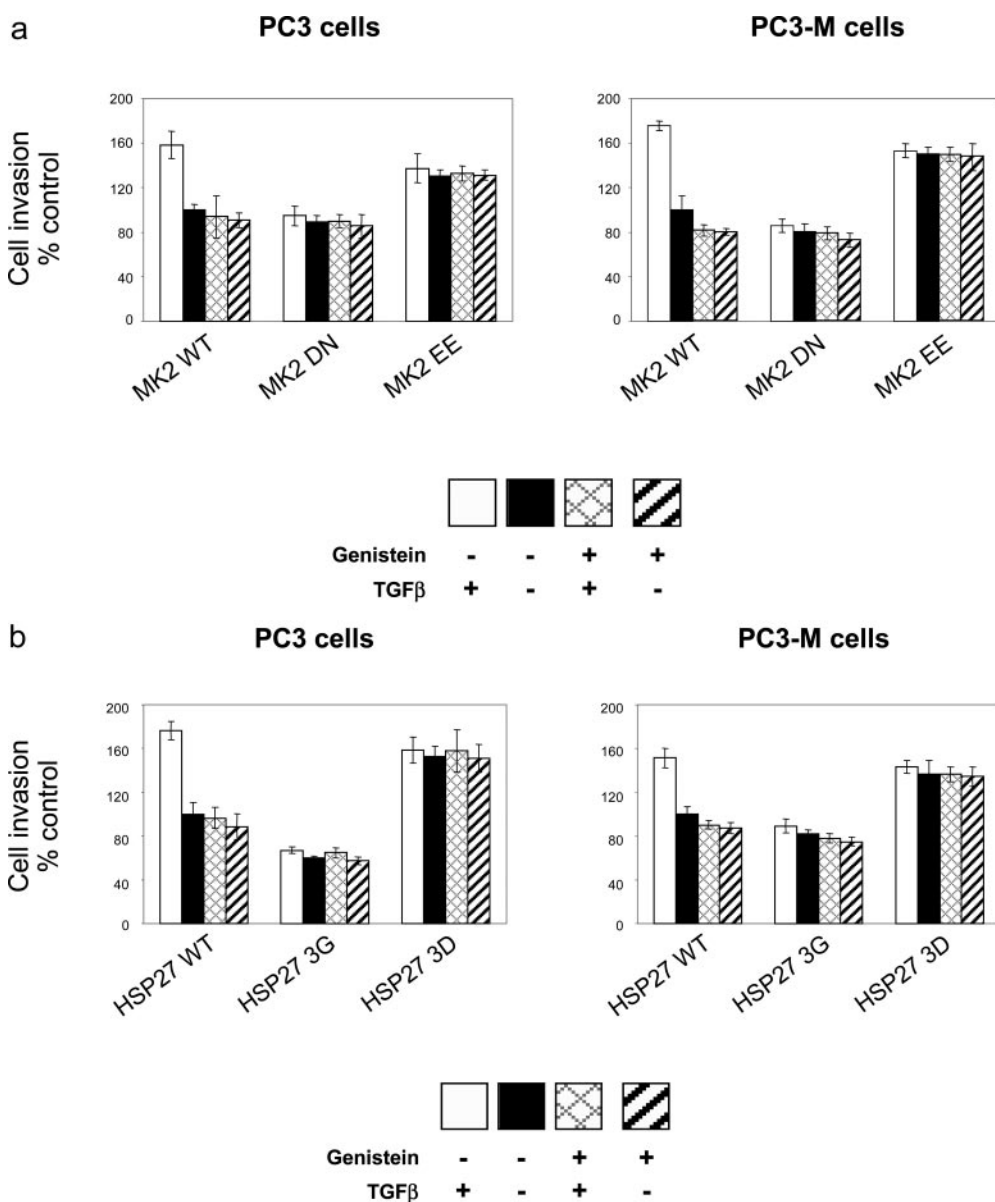 a
PC3 cells
PC3-M cells
Cell invasion
% control
200
160
120
80
40
0
MK2 WT
MK2 DN
MK2 EE
200
160
120
80
40
0
MK2 WT
MK2 DN
MK2 EE
Genistein - - + +
TGFβ + - + -
b
PC3 cells
PC3-M cells
Cell invasion
% control
200
160
120
80
40
0
HSP27 WT
HSP27 3G
HSP27 3D
200
160
120
80
40
0
HSP27 WT
HSP27 3G
HSP27 3D
Genistein - - + +
TGFβ + - + -